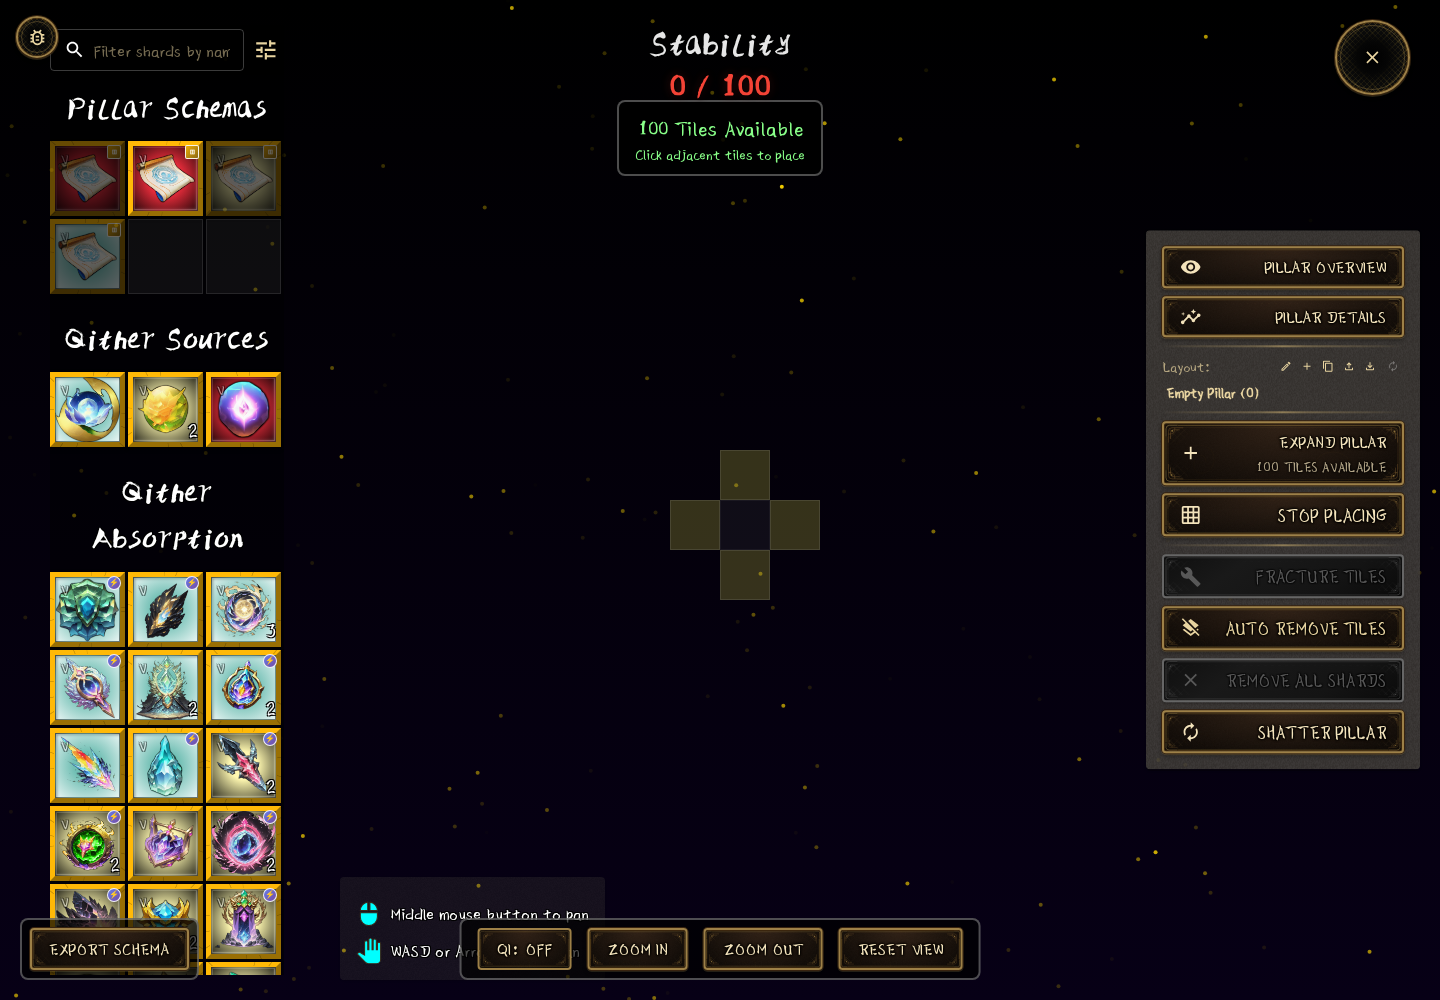 Filter shards by nam
Pillar Schemas
V
V
V
V
Qither Sources
V
V
2
V
Qither
Absorption
V
V
V
3
V
V
2
V
2
V
V
V
2
V
2
V
V
2
V
V
V
2
EXPORT SCHEMA
Stability
0 / 100
100 Tiles Available
Click adjacent tiles to place
Middle mouse button to pan
WASD or Arr
QI: OFF
ZOOM IN
ZOOM OUT
RESET VIEW
PILLAR OVERVIEW
PILLAR DETAILS
Layout:
Empty Pillar (0)
EXPAND PILLAR
100 TILES AVAILABLE
STOP PLACING
FRACTURE TILES
AUTO REMOVE TILES
REMOVE ALL SHARDS
SHATTER PILLAR